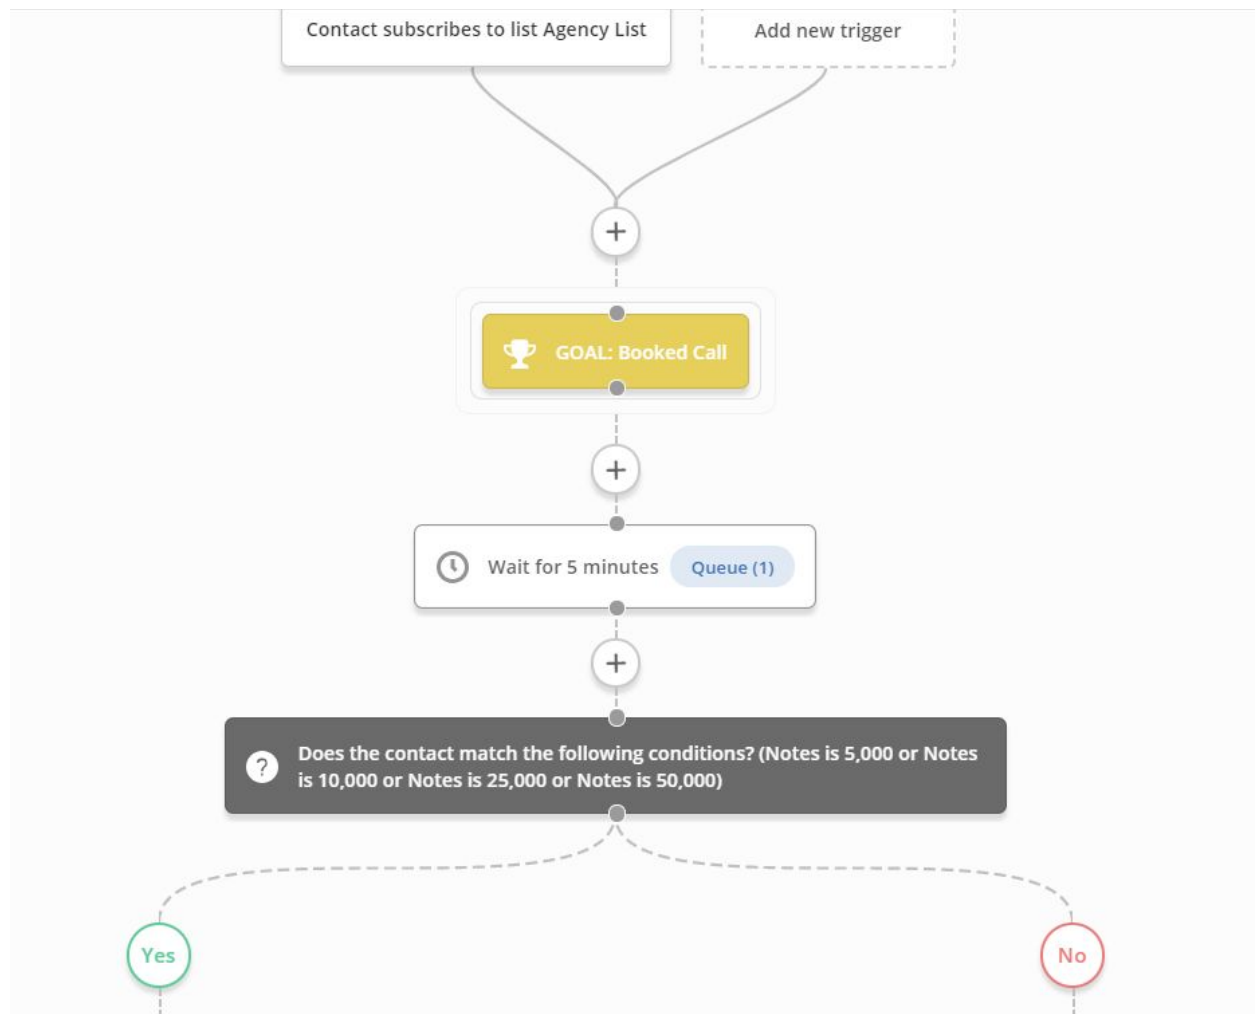 Contact subscribes to list Agency List
Add new trigger
GOAL: Booked Call
Wait for 5 minutes
Queue (1)
Does the contact match the following conditions? (Notes is 5,000 or Notes
is 10,000 or Notes is 25,000 or Notes is 50,000)
Yes
No